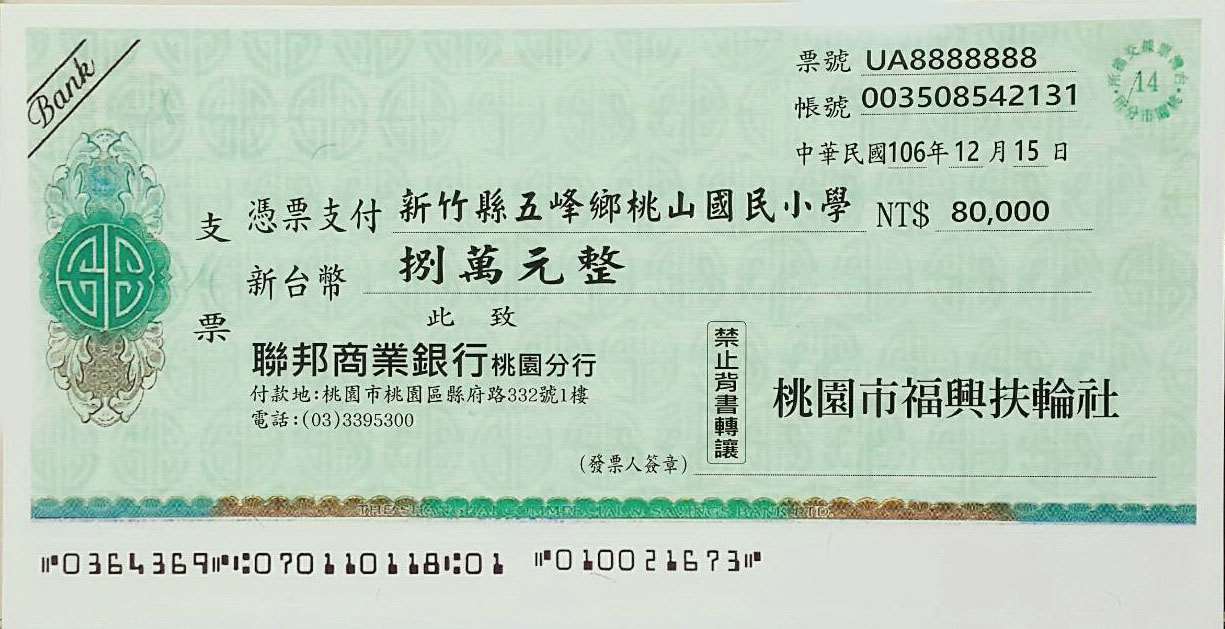 Bank
票號 UA8888888
帳號 003508542131
14
中華民國106年12月15日
支票
憑票支付 新竹縣五峰鄉桃山國民小學 NT$ 80,000
新台幣 捌萬元整
此致
聯邦商業銀行桃園分行
付款地:桃園市桃園區縣府路332號1樓
電話:(03)3395300
禁止背書轉讓
桃園市福興扶輪社
(發票人簽章)
THE SHANGHAI COMMERCIAL & SAVINGS BANK LTD.
⑈0364369⑈⑆070110118⑆01 ⑈010021673⑈